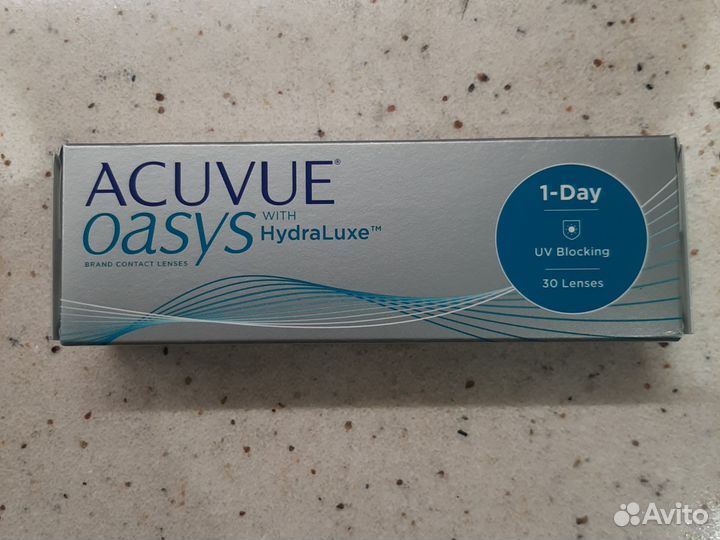 ACUVUE®
oasys WITH HydraLuxe™
BRAND CONTACT LENSES
1-Day
UV Blocking
30 Lenses
Avito